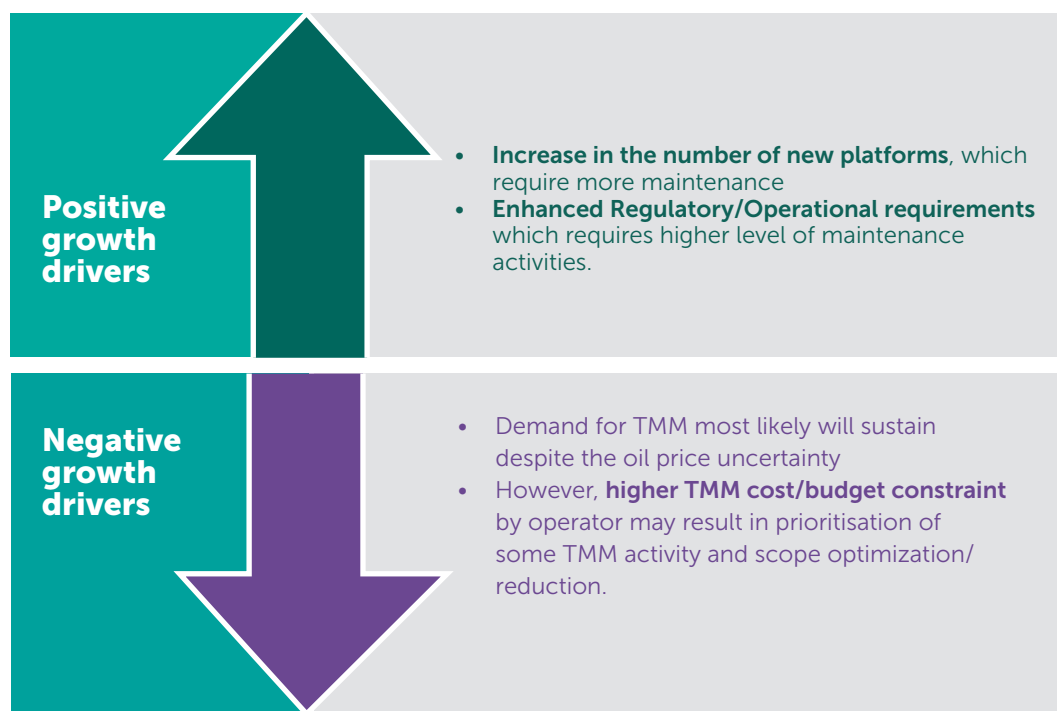 Positive
growth
drivers
• Increase in the number of new platforms, which
require more maintenance
• Enhanced Regulatory/Operational requirements
which requires higher level of maintenance
activities.
Negative
growth
drivers
• Demand for TMM most likely will sustain
despite the oil price uncertainty
• However, higher TMM cost/budget constraint
by operator may result in prioritisation of
some TMM activity and scope optimization/
reduction.